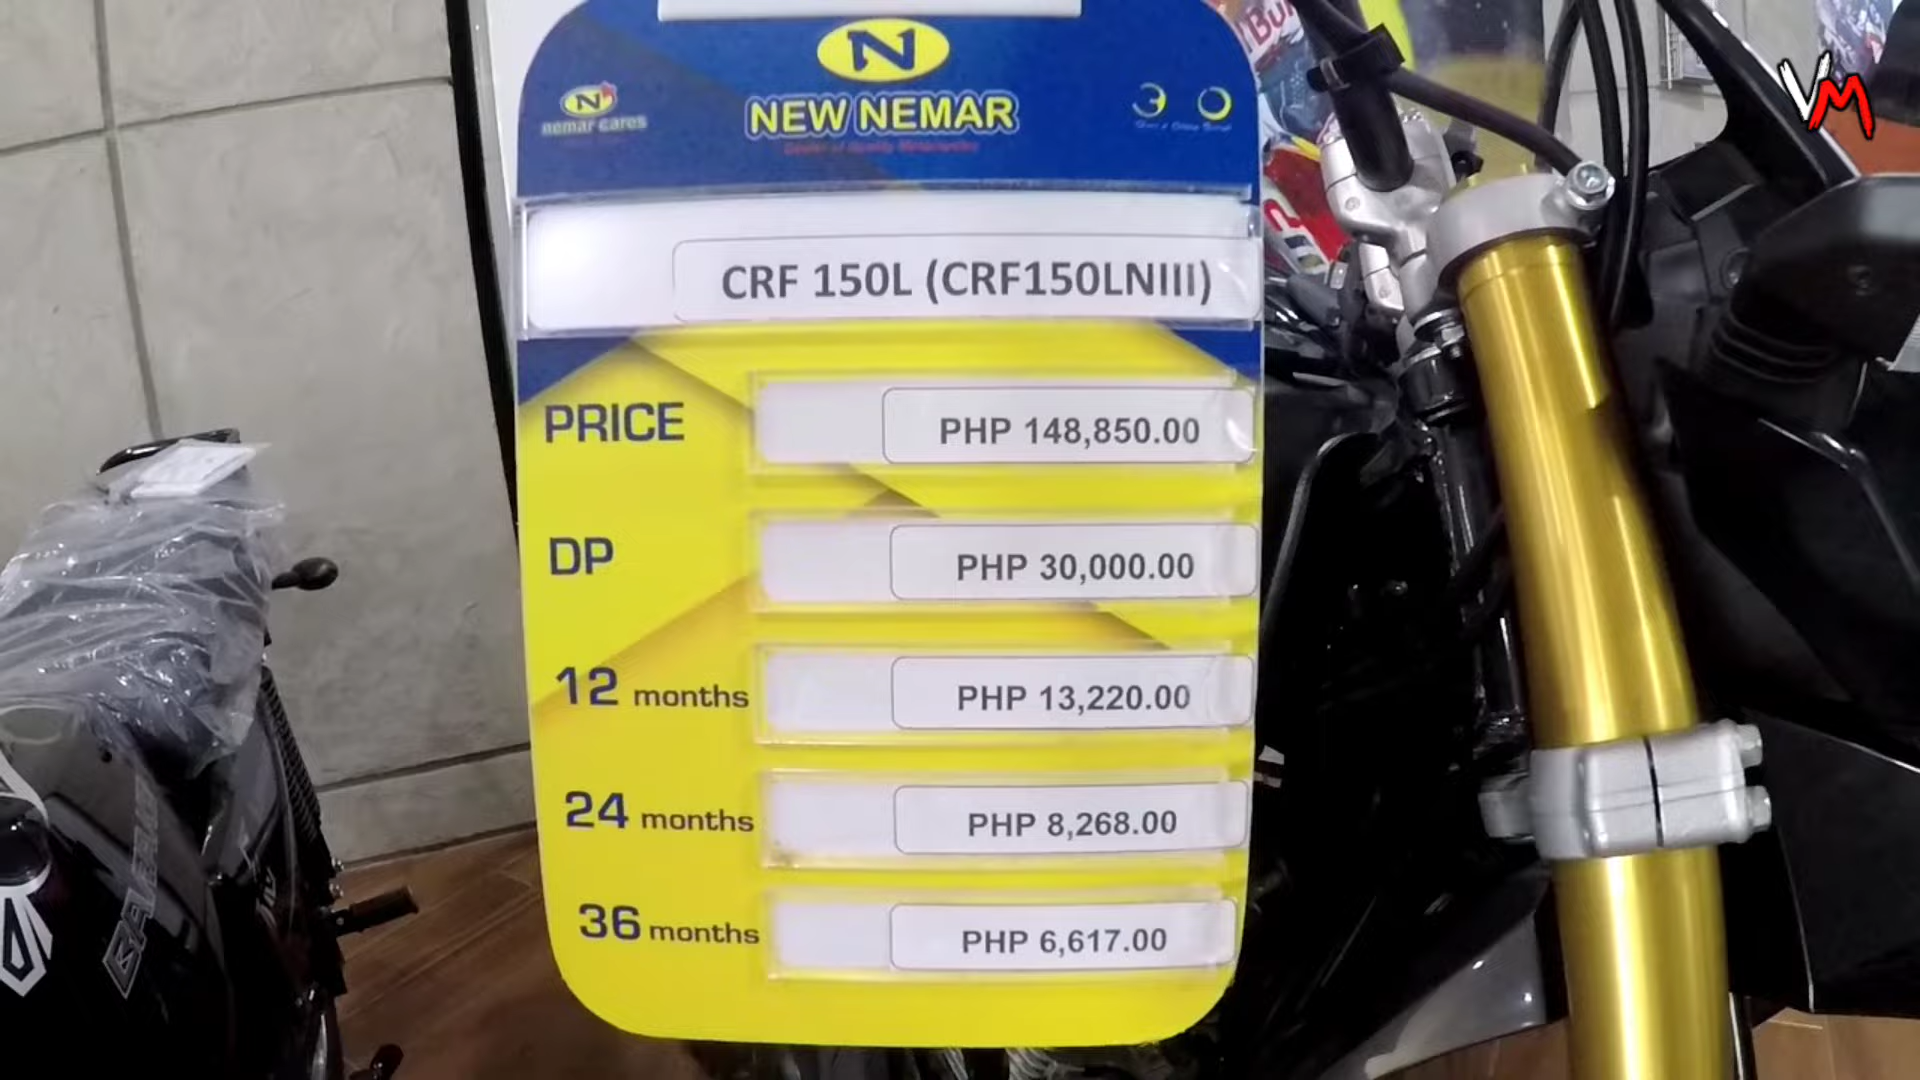 N
NEW NEMAR
nemar cares
CRF 150L (CRF150LNIII)
PRICE PHP 148,850.00
DP PHP 30,000.00
12 months PHP 13,220.00
24 months PHP 8,268.00
36 months PHP 6,617.00
VM